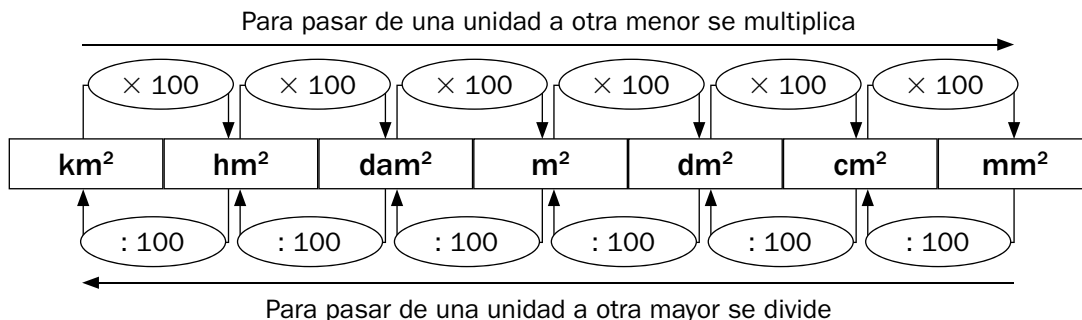 Para pasar de una unidad a otra menor se multiplica
× 100 × 100 × 100 × 100 × 100 × 100
km² hm² dam² m² dm² cm² mm²
: 100 : 100 : 100 : 100 : 100 : 100
Para pasar de una unidad a otra mayor se divide